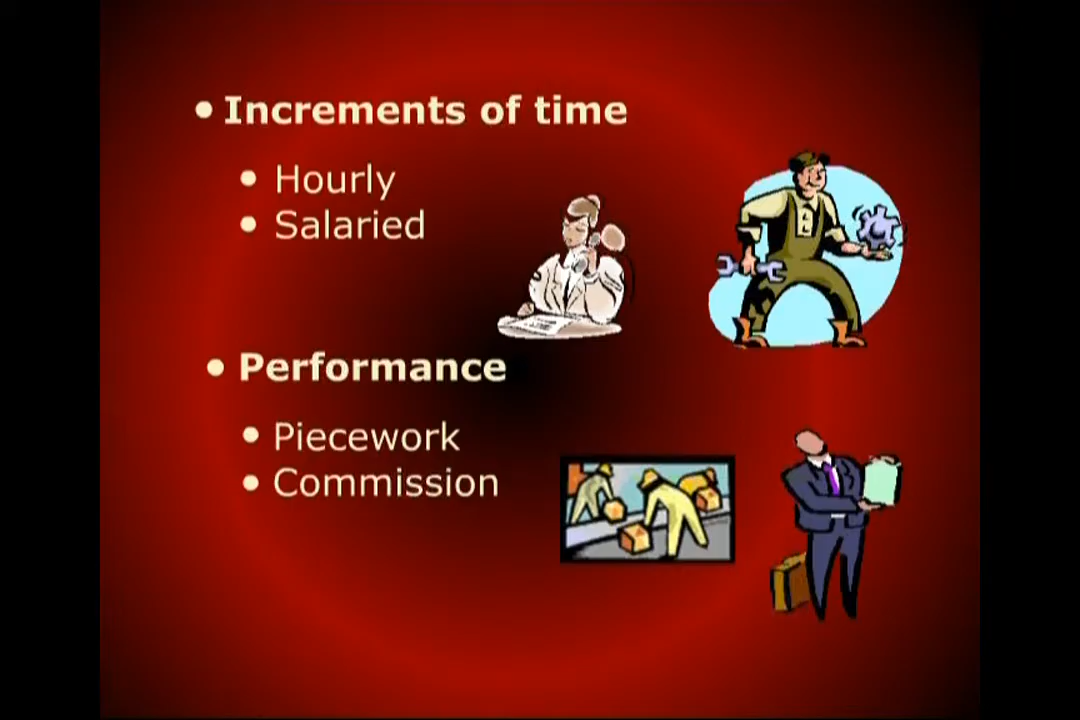 • Increments of time
• Hourly
• Salaried
• Performance
• Piecework
• Commission